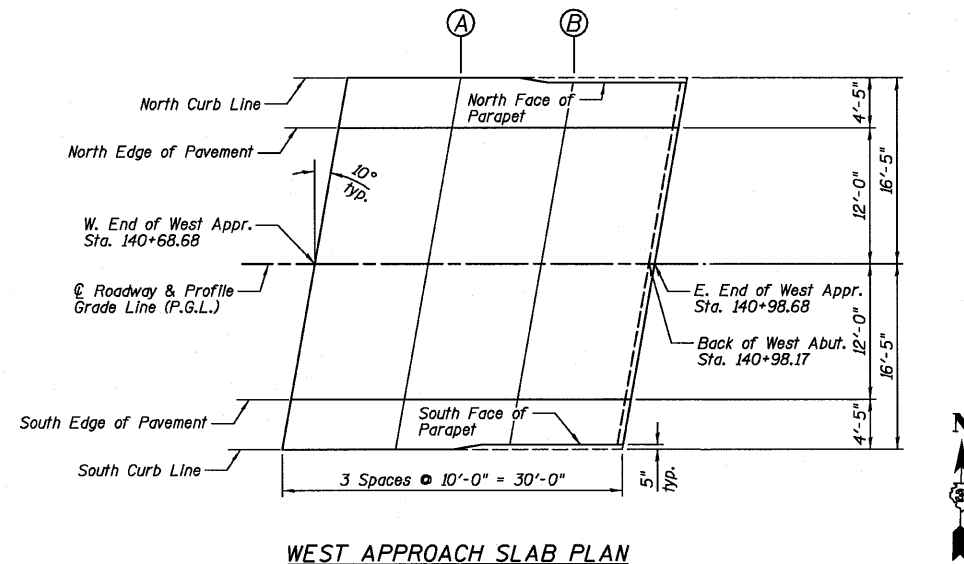 A
B
North Curb Line
North Face of
Parapet
4'-5"
North Edge of Pavement
10°
typ.
12'-0"
16'-5"
W. End of West Appr.
Sta. 140+68.68
℄ Roadway & Profile
Grade Line (P.G.L.)
E. End of West Appr.
Sta. 140+98.68
Back of West Abut.
Sta. 140+98.17
12'-0"
16'-5"
South Edge of Pavement
South Face of
Parapet
4'-5"
South Curb Line
3 Spaces @ 10'-0" = 30'-0"
5"
typ.
N
WEST APPROACH SLAB PLAN